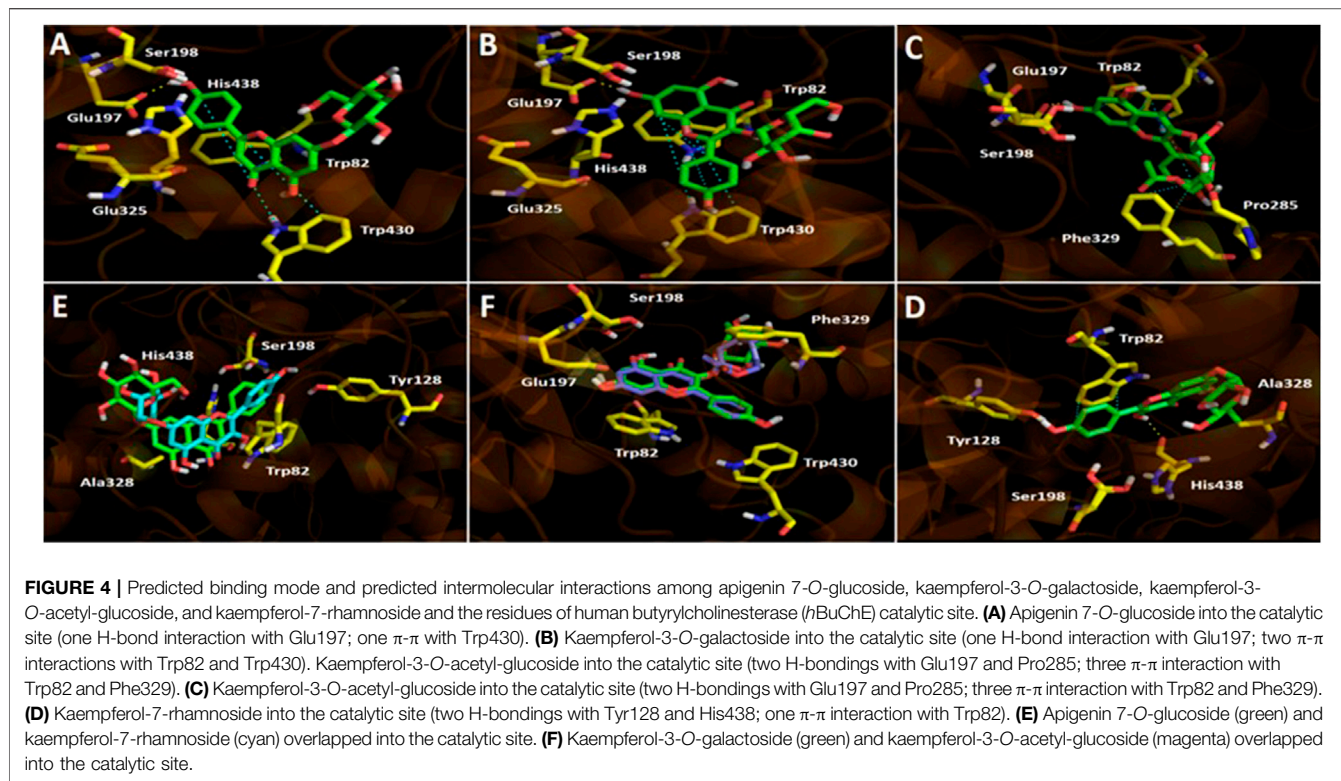 A
Ser198
His438
Glu197
Trp82
Glu325
Trp430
B
Ser198
Trp82
Glu197
His438
Glu325
Trp430
C
Glu197
Trp82
Ser198
Pro285
Phe329
E
His438
Ser198
Tyr128
Trp82
Ala328
F
Ser198
Phe329
Glu197
Trp82
Trp430
D
Trp82
Ala328
Tyr128
Ser198
His438
FIGURE 4 | Predicted binding mode and predicted intermolecular interactions among apigenin 7-O-glucoside, kaempferol-3-O-galactoside, kaempferol-3-
O-acetyl-glucoside, and kaempferol-7-rhamnoside and the residues of human butyrylcholinesterase (hBuChE) catalytic site. (A) Apigenin 7-O-glucoside into the catalytic
site (one H-bond interaction with Glu197; one π-π with Trp430). (B) Kaempferol-3-O-galactoside into the catalytic site (one H-bond interaction with Glu197; two π-π
interactions with Trp82 and Trp430). Kaempferol-3-O-acetyl-glucoside into the catalytic site (two H-bondings with Glu197 and Pro285; three π-π interaction with
Trp82 and Phe329). (C) Kaempferol-3-O-acetyl-glucoside into the catalytic site (two H-bondings with Glu197 and Pro285; three π-π interaction with Trp82 and Phe329).
(D) Kaempferol-7-rhamnoside into the catalytic site (two H-bondings with Tyr128 and His438; one π-π interaction with Trp82). (E) Apigenin 7-O-glucoside (green) and
kaempferol-7-rhamnoside (cyan) overlapped into the catalytic site. (F) Kaempferol-3-O-galactoside (green) and kaempferol-3-O-acetyl-glucoside (magenta) overlapped
into the catalytic site.